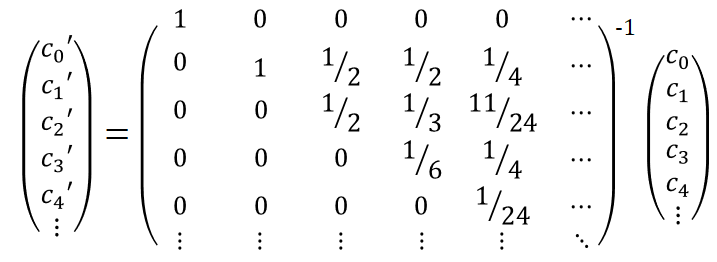 c₀′ 1 0 0 0 0 ⋯ -1 c₀
c₁′ 0 1 1/2 1/2 1/4 ⋯ c₁
c₂′ = 0 0 1/2 1/3 11/24 ⋯ c₂
c₃′ 0 0 0 1/6 1/4 ⋯ c₃
c₄′ 0 0 0 0 1/24 ⋯ c₄
⋮ ⋮ ⋮ ⋮ ⋮ ⋮ ⋱ ⋮